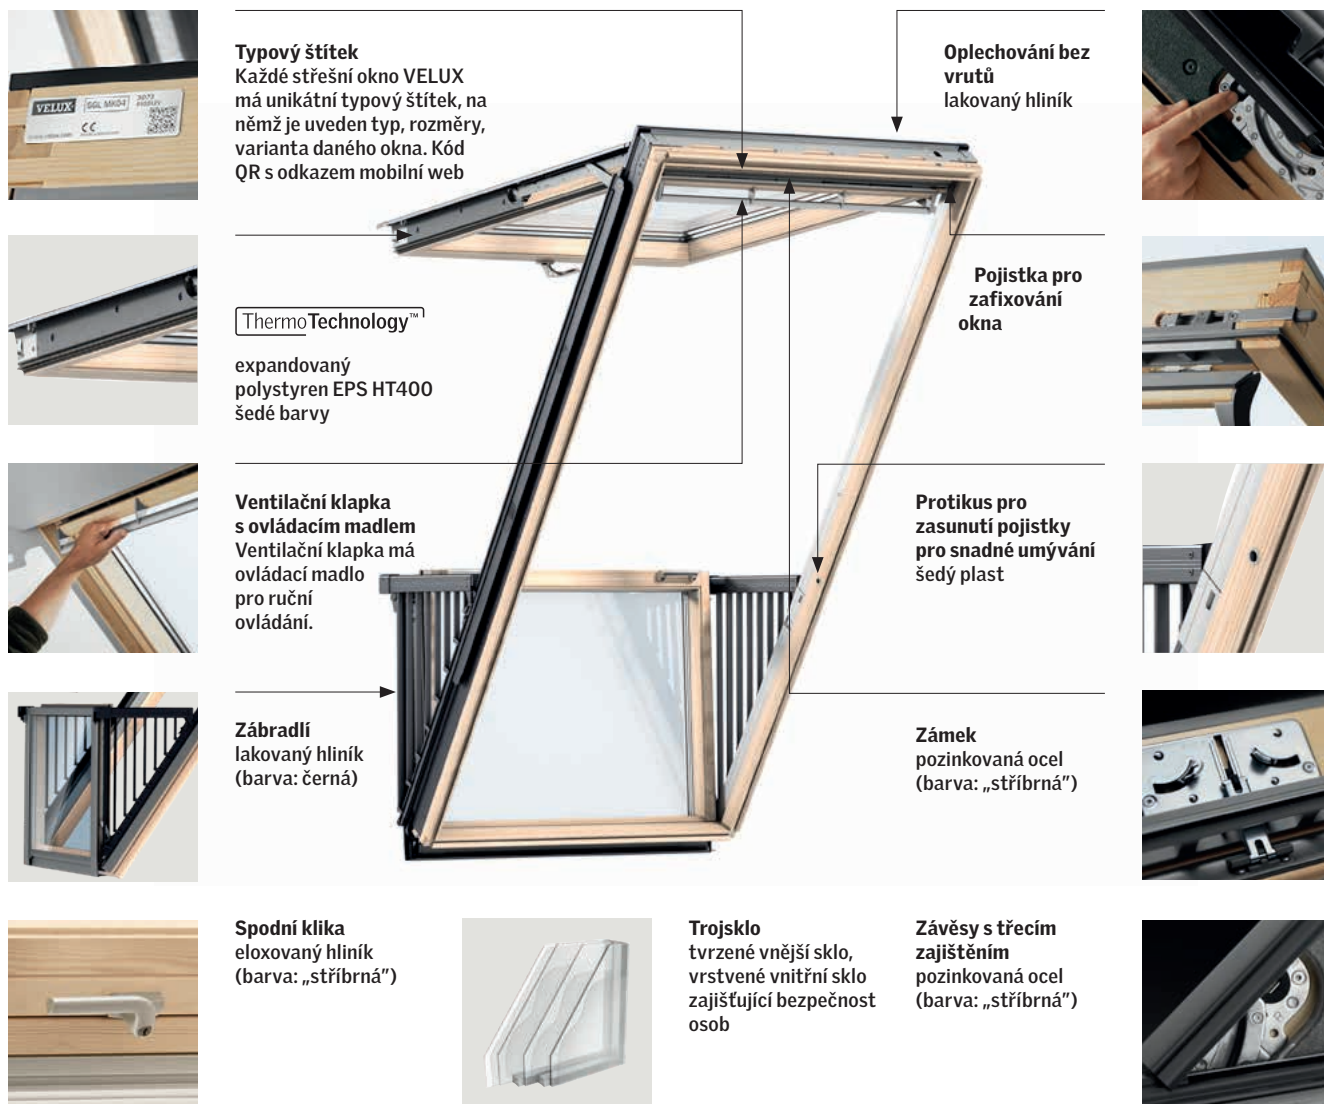 Typový štítek
Každé střešní okno VELUX
má unikátní typový štítek, na
němž je uveden typ, rozměry,
varianta daného okna. Kód
QR s odkazem mobilní web
Oplechování bez
vrutů
lakovaný hliník
VELUX
GGL MK04
3073
CE
Pojistka pro
zafixování
okna
ThermoTechnology™
expandovaný
polystyren EPS HT400
šedé barvy
Ventilační klapka
s ovládacím madlem
Ventilační klapka má
ovládací madlo
pro ruční
ovládání.
Protikus pro
zasunutí pojistky
pro snadné umývání
šedý plast
Zábradlí
lakovaný hliník
(barva: černá)
Zámek
pozinkovaná ocel
(barva: „stříbrná”)
Spodní klika
eloxovaný hliník
(barva: „stříbrná”)
Trojsklo
tvrzené vnější sklo,
vrstvené vnitřní sklo
zajišťující bezpečnost
osob
Závěsy s třecím
zajištěním
pozinkovaná ocel
(barva: „stříbrná”)